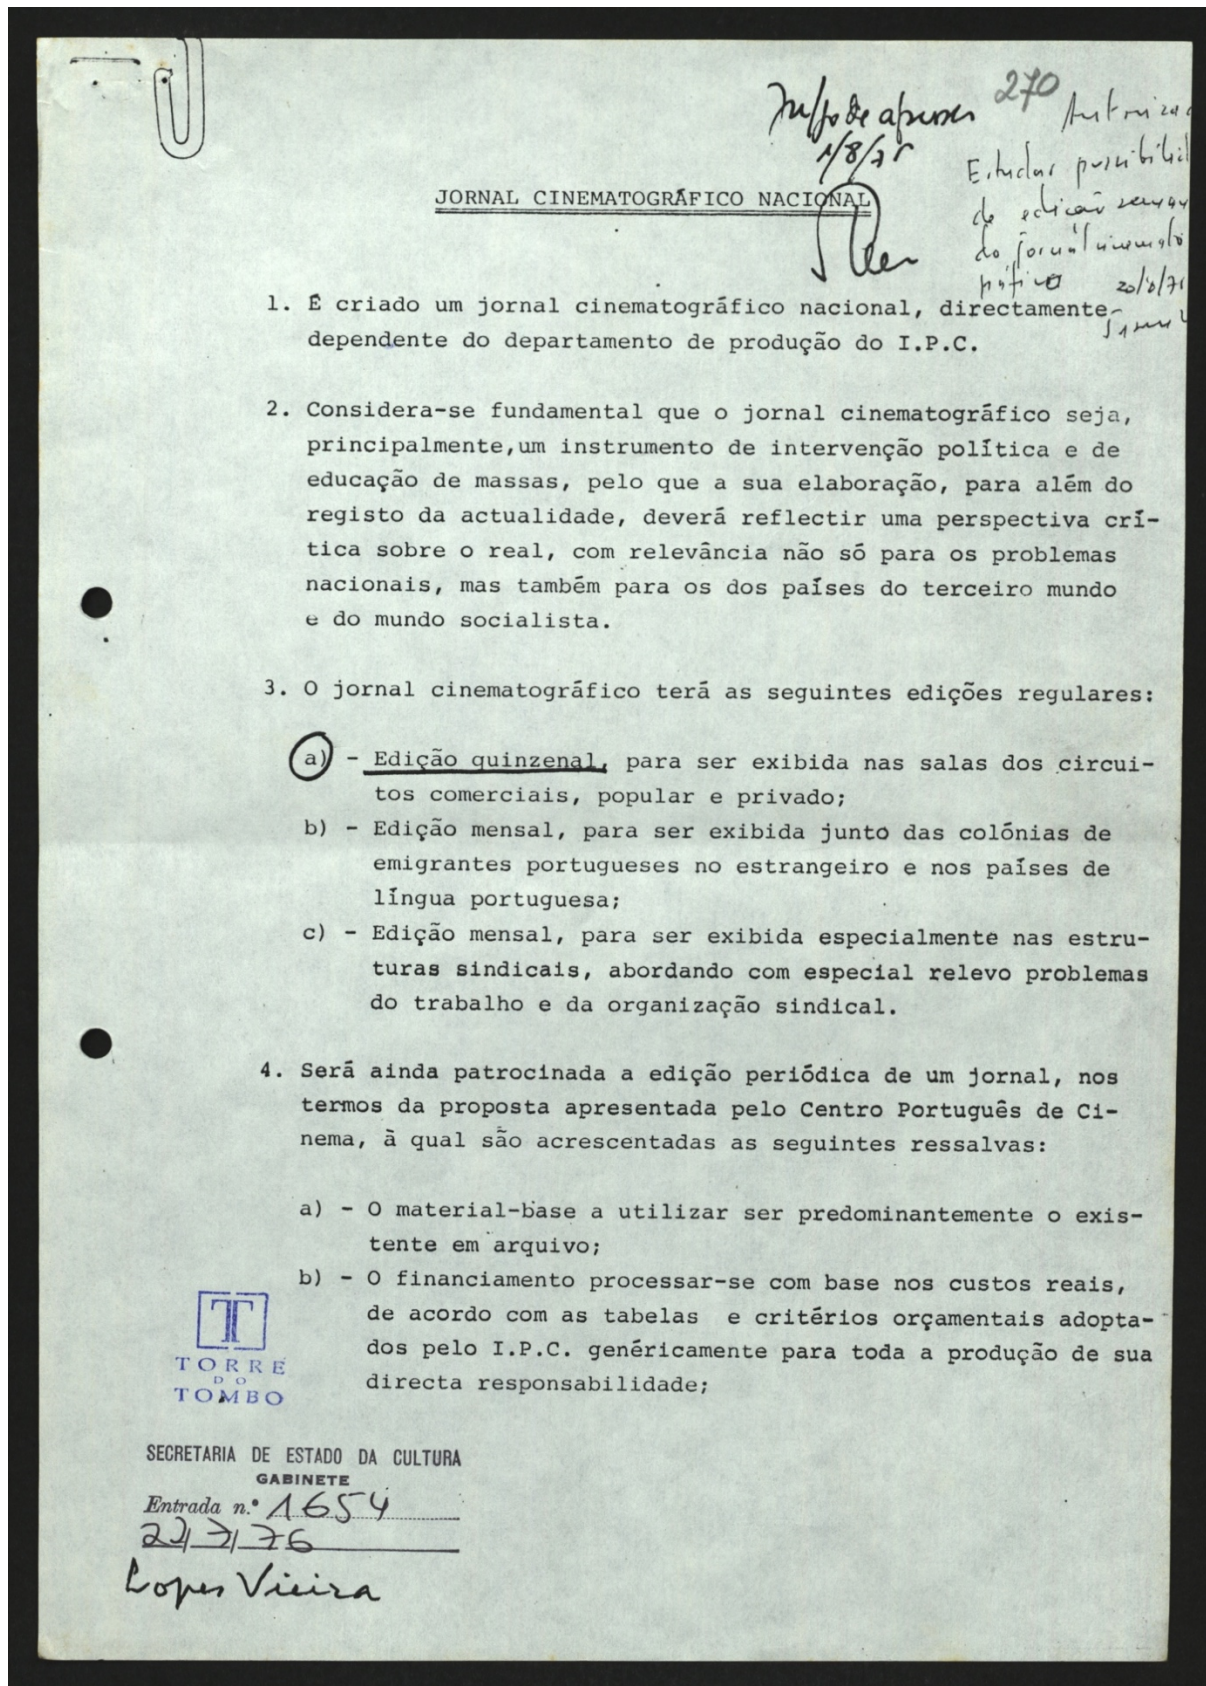 270
1/8/75
Estudar
de edição
do jornal
JORNAL CINEMATOGRÁFICO NACIONAL
1. É criado um jornal cinematográfico nacional, directamente
dependente do departamento de produção do I.P.C.
2. Considera-se fundamental que o jornal cinematográfico seja,
principalmente,um instrumento de intervenção política e de
educação de massas, pelo que a sua elaboração, para além do
registo da actualidade, deverá reflectir uma perspectiva crí-
tica sobre o real, com relevância não só para os problemas
nacionais, mas também para os dos países do terceiro mundo
e do mundo socialista.
3. O jornal cinematográfico terá as seguintes edições regulares:
a) - Edição quinzenal, para ser exibida nas salas dos circui-
tos comerciais, popular e privado;
b) - Edição mensal, para ser exibida junto das colónias de
emigrantes portugueses no estrangeiro e nos países de
língua portuguesa;
c) - Edição mensal, para ser exibida especialmente nas estru-
turas sindicais, abordando com especial relevo problemas
do trabalho e da organização sindical.
4. Será ainda patrocinada a edição periódica de um jornal, nos
termos da proposta apresentada pelo Centro Português de Ci-
nema, à qual são acrescentadas as seguintes ressalvas:
a) - O material-base a utilizar ser predominantemente o exis-
tente em arquivo;
b) - O financiamento processar-se com base nos custos reais,
de acordo com as tabelas e critérios orçamentais adopta-
dos pelo I.P.C. genéricamente para toda a produção de sua
directa responsabilidade;
TT
TORRE
DO
TOMBO
SECRETARIA DE ESTADO DA CULTURA
GABINETE
Entrada n.º 1654
22/7/76
Lopes Vieira